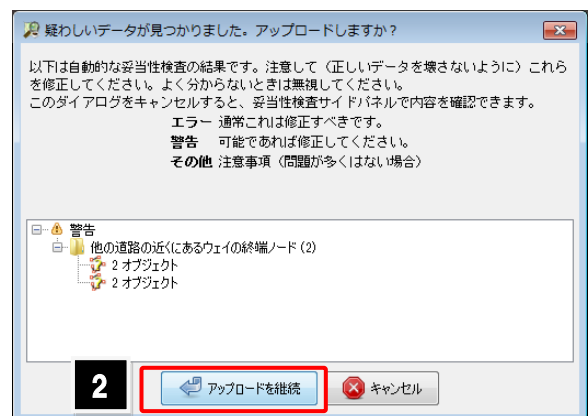 疑わしいデータが見つかりました。アップロードしますか？
以下は自動的な妥当性検査の結果です。注意して（正しいデータを壊さないように）これら
を修正してください。よく分からないときは無視してください。
このダイアログをキャンセルすると、妥当性検査サイドパネルで内容を確認できます。
エラー 通常これは修正すべきです。
警告 可能であれば修正してください。
その他 注意事項（問題が多くはない場合）
警告
他の道路の近くにあるウェイの終端ノード (2)
2 オブジェクト
2 オブジェクト
2
アップロードを継続
キャンセル